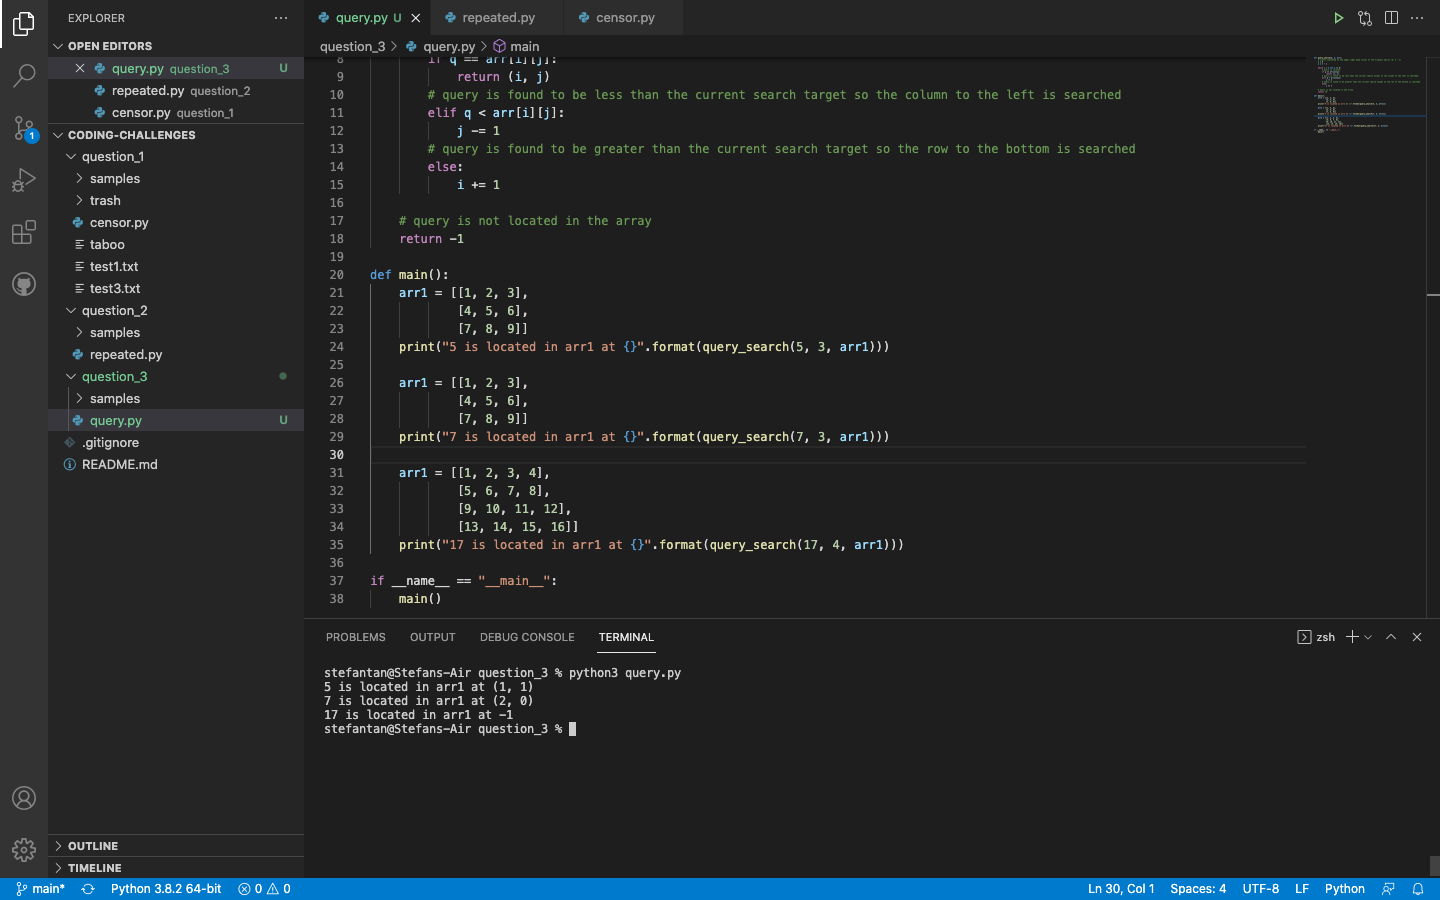 EXPLORER
OPEN EDITORS
query.py question_3 U
repeated.py question_2
censor.py question_1
CODING-CHALLENGES
question_1
samples
trash
censor.py
taboo
test1.txt
test3.txt
question_2
samples
repeated.py
question_3
samples
query.py U
.gitignore
README.md
OUTLINE
TIMELINE
1
query.py U
repeated.py
censor.py
question_3 > query.py > main
8 if q == arr[i][j]:
9 return (i, j)
10 # query is found to be less than the current search target so the column to the left is searched
11 elif q < arr[i][j]:
12 j -= 1
13 # query is found to be greater than the current search target so the row to the bottom is searched
14 else:
15 i += 1
16
17 # query is not located in the array
18 return -1
19
20 def main():
21 arr1 = [[1, 2, 3],
22 [4, 5, 6],
23 [7, 8, 9]]
24 print("5 is located in arr1 at {}".format(query_search(5, 3, arr1)))
25
26 arr1 = [[1, 2, 3],
27 [4, 5, 6],
28 [7, 8, 9]]
29 print("7 is located in arr1 at {}".format(query_search(7, 3, arr1)))
30
31 arr1 = [[1, 2, 3, 4],
32 [5, 6, 7, 8],
33 [9, 10, 11, 12],
34 [13, 14, 15, 16]]
35 print("17 is located in arr1 at {}".format(query_search(17, 4, arr1)))
36
37 if __name__ == "__main__":
38 main()
PROBLEMS OUTPUT DEBUG CONSOLE TERMINAL
zsh
stefantan@Stefans-Air question_3 % python3 query.py
5 is located in arr1 at (1, 1)
7 is located in arr1 at (2, 0)
17 is located in arr1 at -1
stefantan@Stefans-Air question_3 %
main* Python 3.8.2 64-bit 0 0
Ln 30, Col 1 Spaces: 4 UTF-8 LF Python